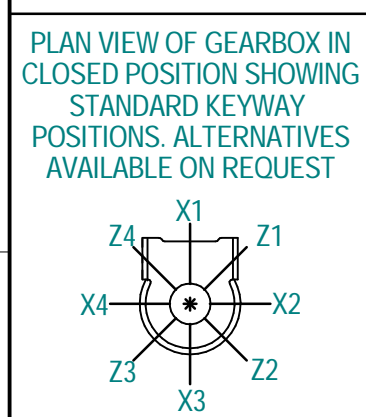 PLAN VIEW OF GEARBOX IN
CLOSED POSITION SHOWING
STANDARD KEYWAY
POSITIONS. ALTERNATIVES
AVAILABLE ON REQUEST
X1
Z4 Z1
X4 X2
Z3 Z2
X3